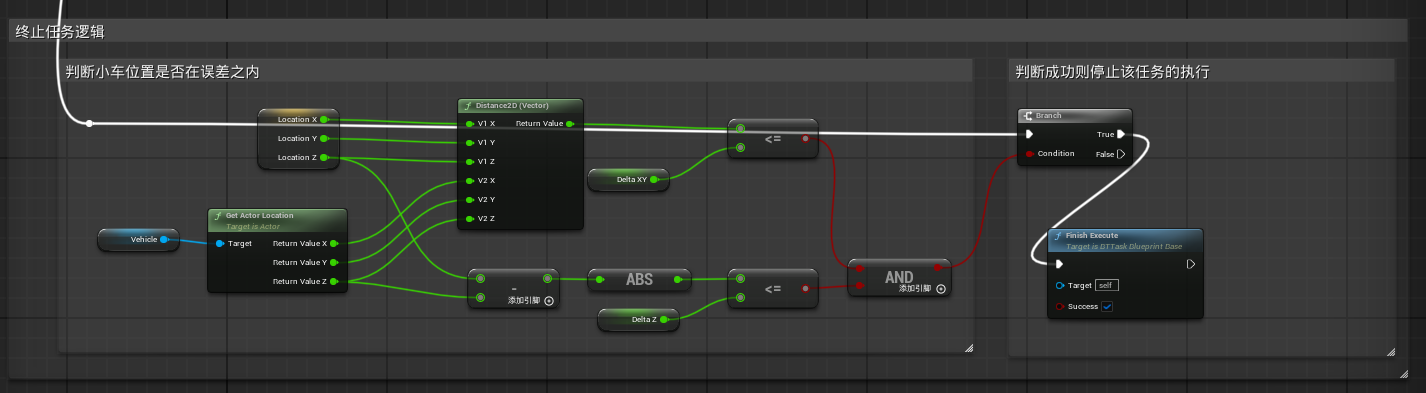 终止任务逻辑
判断小车位置是否在误差之内
判断成功则停止该任务的执行
Location X
Location Y
Location Z
Distance2D (Vector)
V1 X Return Value
V1 Y
V1 Z
V2 X
V2 Y
V2 Z
<=
Delta XY
Branch
True
Condition False
Vehicle
Get Actor Location
Target is Actor
Target Return Value X
Return Value Y
Return Value Z
-
添加引脚
ABS
Delta Z
<=
AND
添加引脚
Finish Execute
Target is DTTask Blueprint Base
Target self
Success